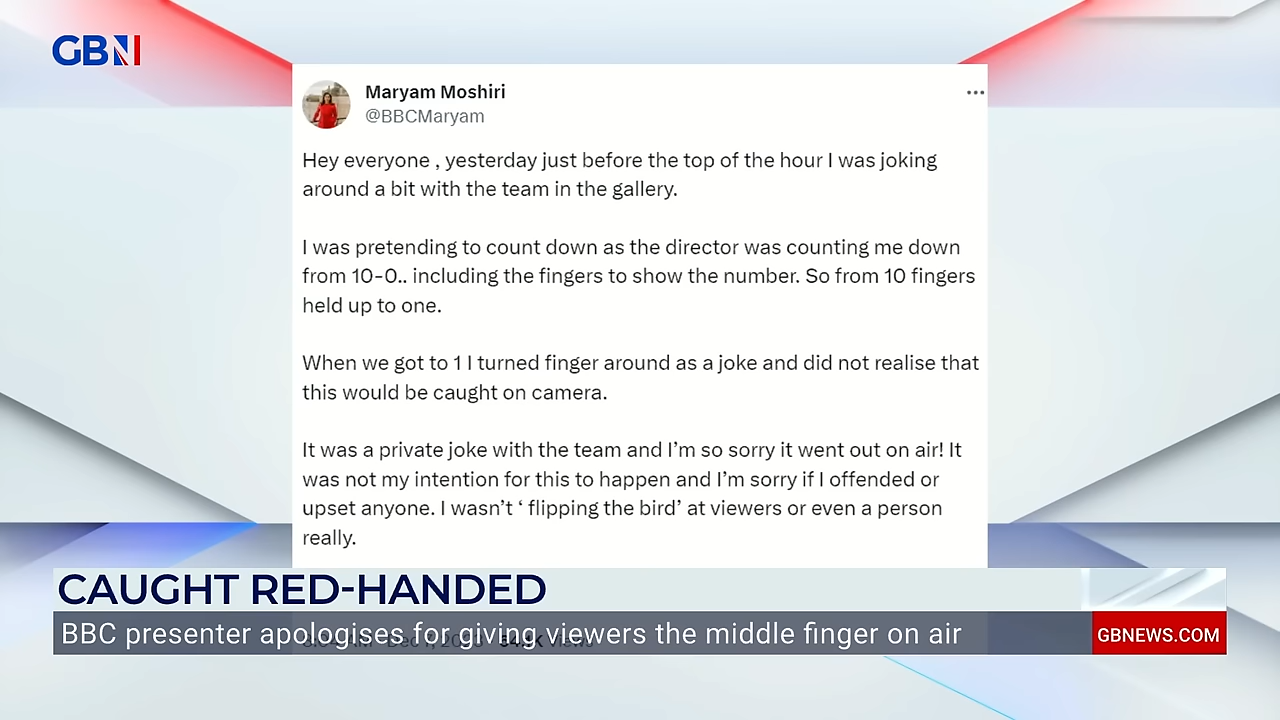 GBN
Maryam Moshiri
@BBCMaryam
Hey everyone , yesterday just before the top of the hour I was joking
around a bit with the team in the gallery.
I was pretending to count down as the director was counting me down
from 10-0.. including the fingers to show the number. So from 10 fingers
held up to one.
When we got to 1 I turned finger around as a joke and did not realise that
this would be caught on camera.
It was a private joke with the team and I’m so sorry it went out on air! It
was not my intention for this to happen and I’m sorry if I offended or
upset anyone. I wasn’t ‘ flipping the bird’ at viewers or even a person
really.
CAUGHT RED-HANDED
BBC presenter apologises for giving viewers the middle finger on air
GBNEWS.COM